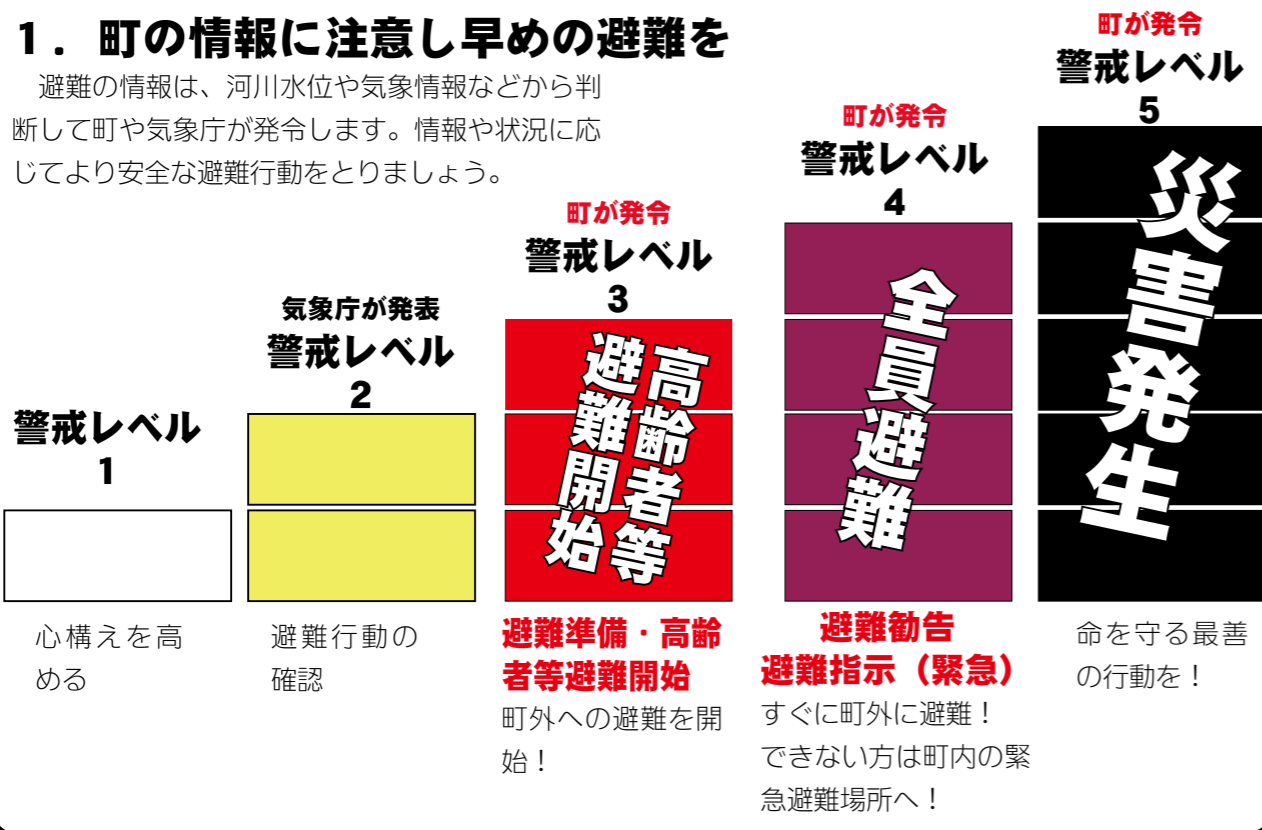 １．町の情報に注意し早めの避難を
避難の情報は、河川水位や気象情報などから判
断して町や気象庁が発令します。情報や状況に応
じてより安全な避難行動をとりましょう。
警戒レベル
1
心構えを高
める
気象庁が発表
警戒レベル
2
避難行動の
確認
町が発令
警戒レベル
3
高齢者等
避難開始
避難準備・高齢
者等避難開始
町外への避難を開
始！
町が発令
警戒レベル
4
全員避難
避難勧告
避難指示（緊急）
すぐに町外に避難！
できない方は町内の緊
急避難場所へ！
町が発令
警戒レベル
5
災害発生
命を守る最善
の行動を！